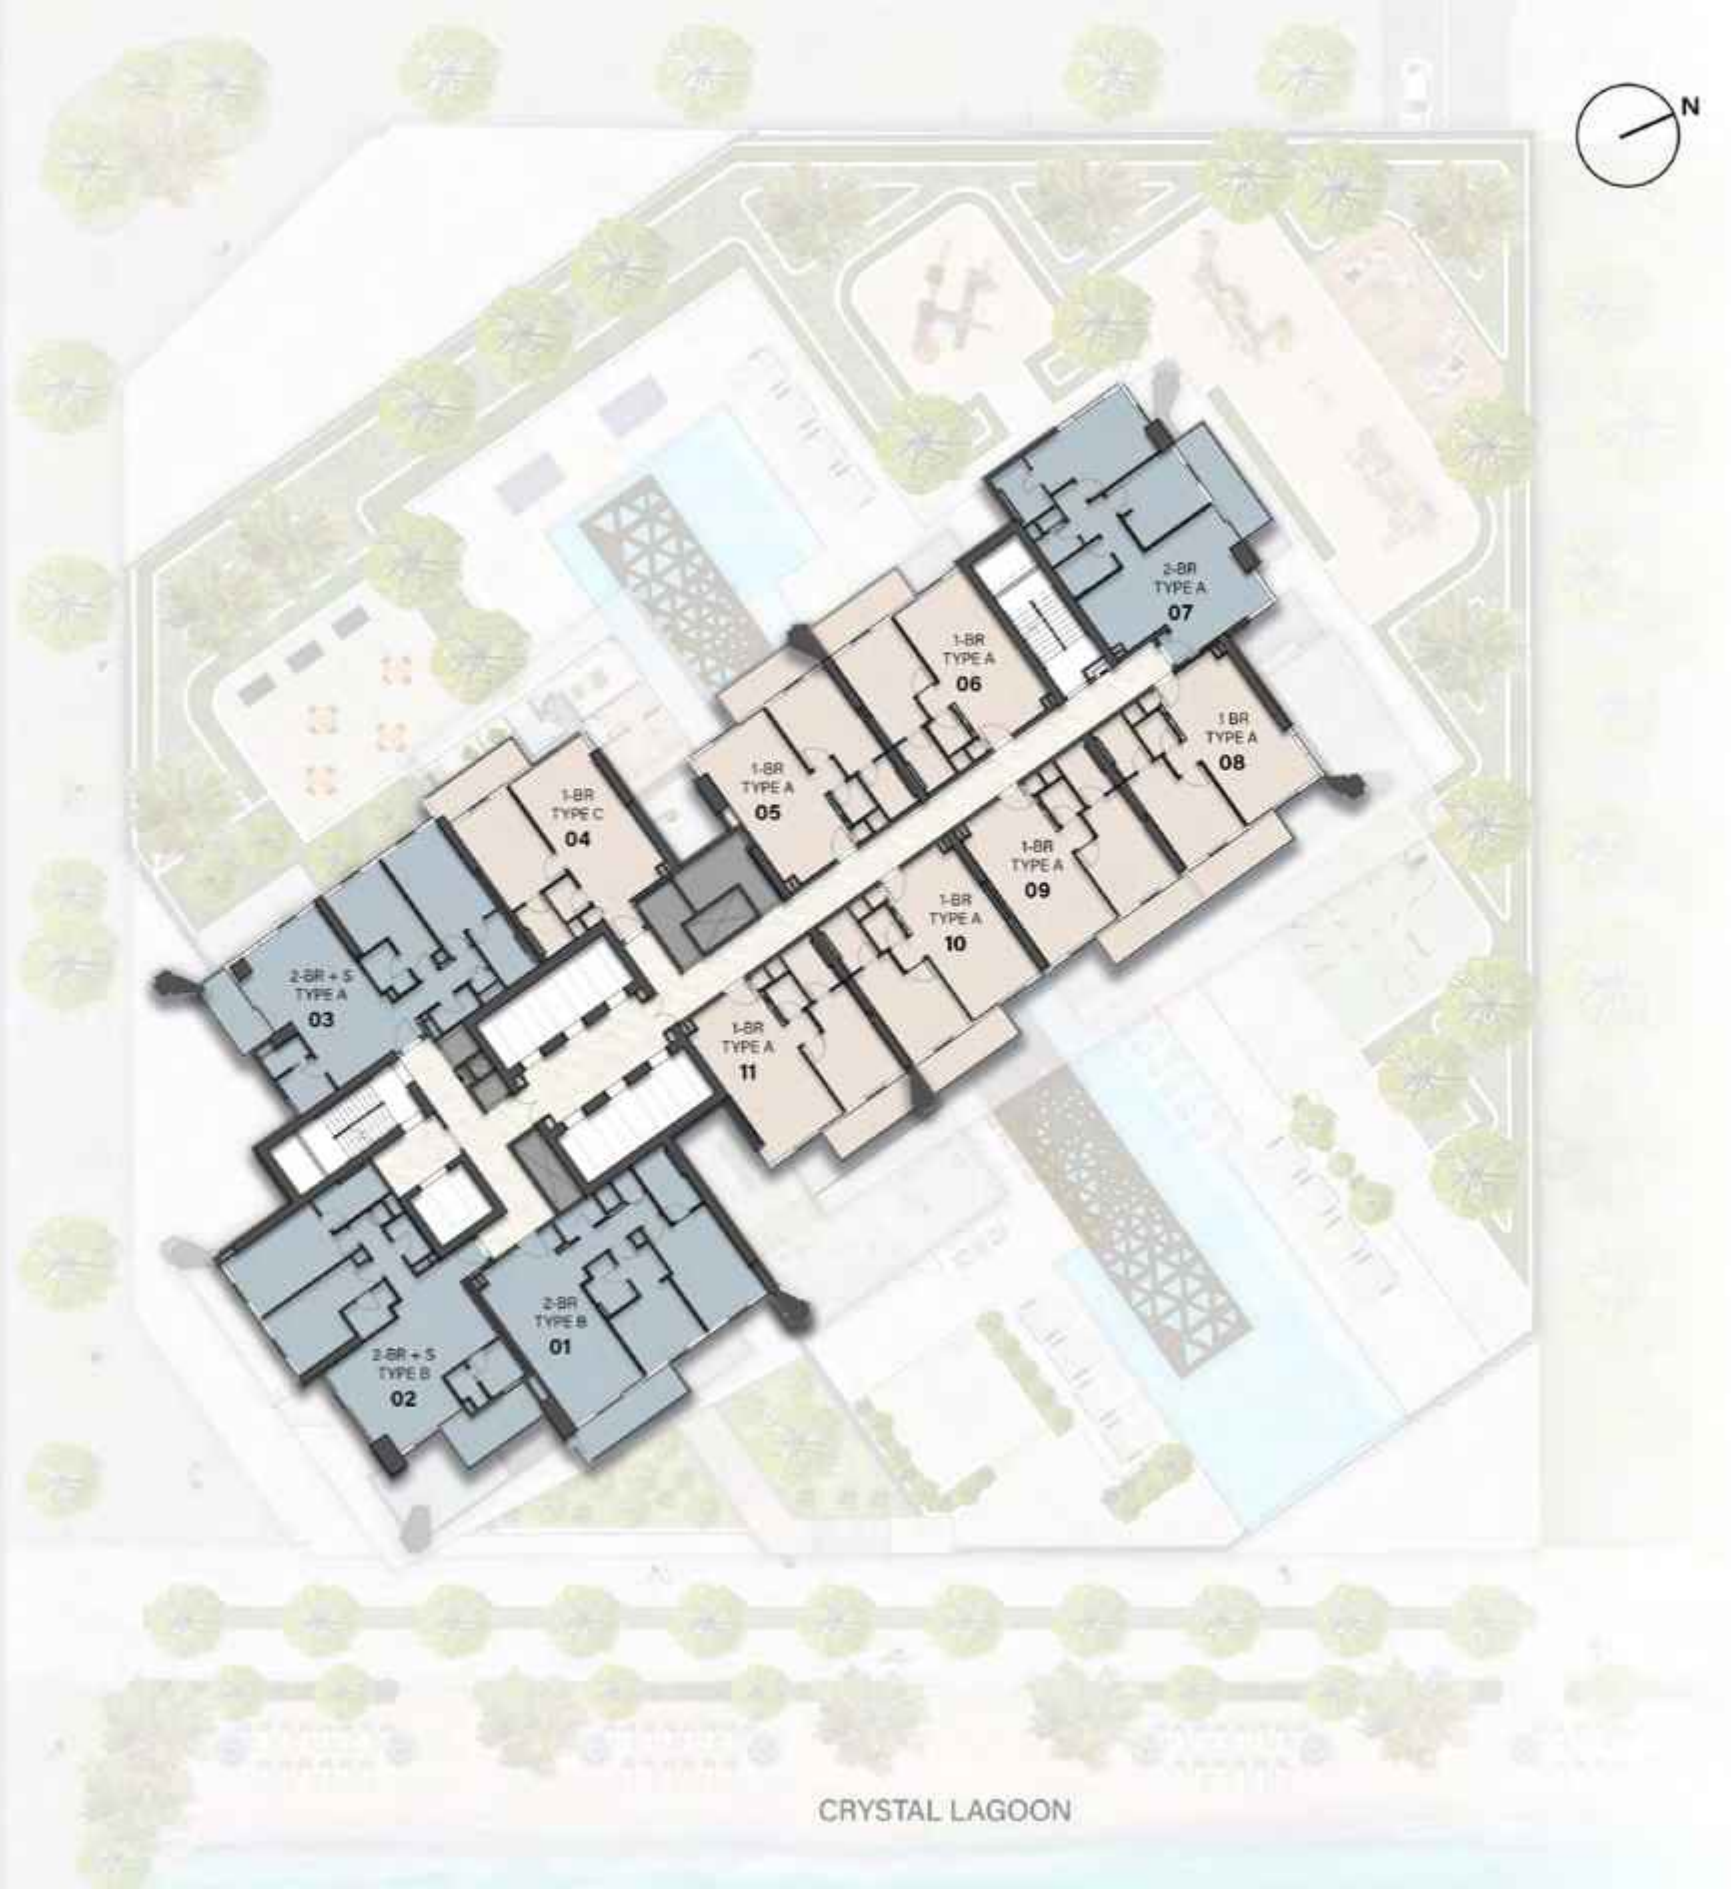 N
2-BR
TYPE A
07
1-BR
TYPE A
06
1 BR
TYPE A
08
1-BR
TYPE A
05
1-BR
TYPE C
04
1-BR
TYPE A
09
1-BR
TYPE A
10
2-BR + S
TYPE A
03
1-BR
TYPE A
11
2-BR
TYPE B
01
2-BR + S
TYPE B
02
CRYSTAL LAGOON